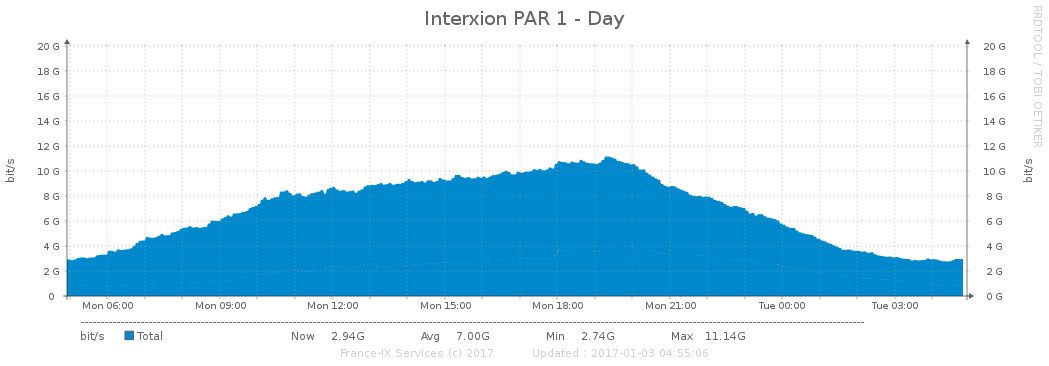 Interxion PAR 1 - Day
RRDTOOL / TOBI OETIKER
bit/s
20 G 20 G
18 G 18 G
16 G 16 G
14 G 14 G
12 G 12 G
10 G 10 G
8 G 8 G
6 G 6 G
4 G 4 G
2 G 2 G
0 0 G
bit/s
Mon 06:00 Mon 09:00 Mon 12:00 Mon 15:00 Mon 18:00 Mon 21:00 Tue 00:00 Tue 03:00
bit/s Total Now 2.94G Avg 7.00G Min 2.74G Max 11.14G
France-IX Services (c) 2017 Updated : 2017-01-03 04:55:06